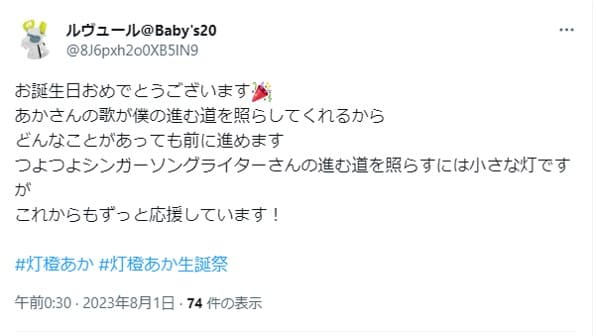 ルヴュール@Baby's20
@8J6pxh2o0XB5IN9
お誕生日おめでとうございます🎉
あかさんの歌が僕の進む道を照らしてくれるから
どんなことがあっても前に進めます
つよつよシンガーソングライターさんの進む道を照らすには小さな灯です
が
これからもずっと応援しています！
#灯橙あか #灯橙あか生誕祭
午前0:30 · 2023年8月1日 · 74 件の表示